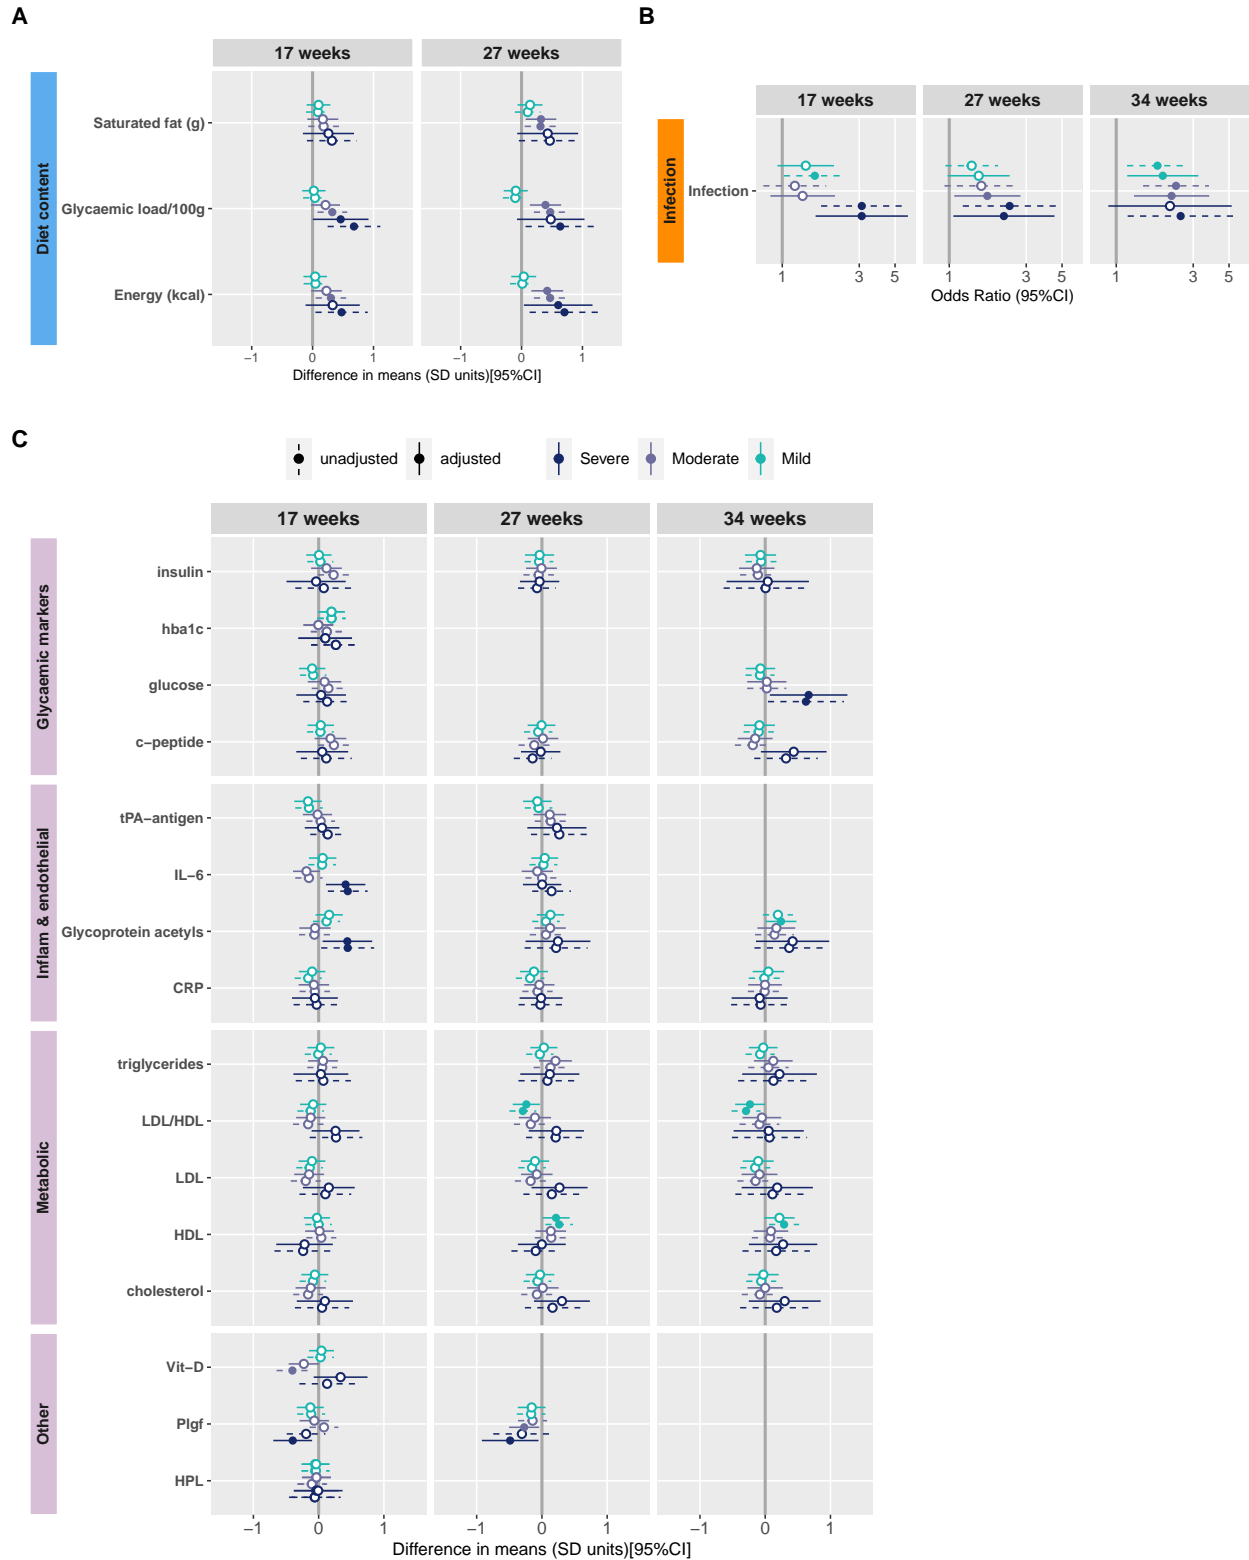 A
17 weeks
27 weeks
Diet content
Saturated fat (g)
Glycaemic load/100g
Energy (kcal)
−1
0
1
−1
0
1
Difference in means (SD units)[95%CI]
B
17 weeks
27 weeks
34 weeks
Infection
Infection
1
3
5
1
3
5
1
3
5
Odds Ratio (95%CI)
C
unadjusted
adjusted
Severe
Moderate
Mild
17 weeks
27 weeks
34 weeks
Glycaemic markers
insulin
hba1c
glucose
c−peptide
Inflam & endothelial
tPA−antigen
IL−6
Glycoprotein acetyls
CRP
Metabolic
triglycerides
LDL/HDL
LDL
HDL
cholesterol
Other
Vit−D
Plgf
HPL
−1
0
1
−1
0
1
−1
0
1
Difference in means (SD units)[95%CI]